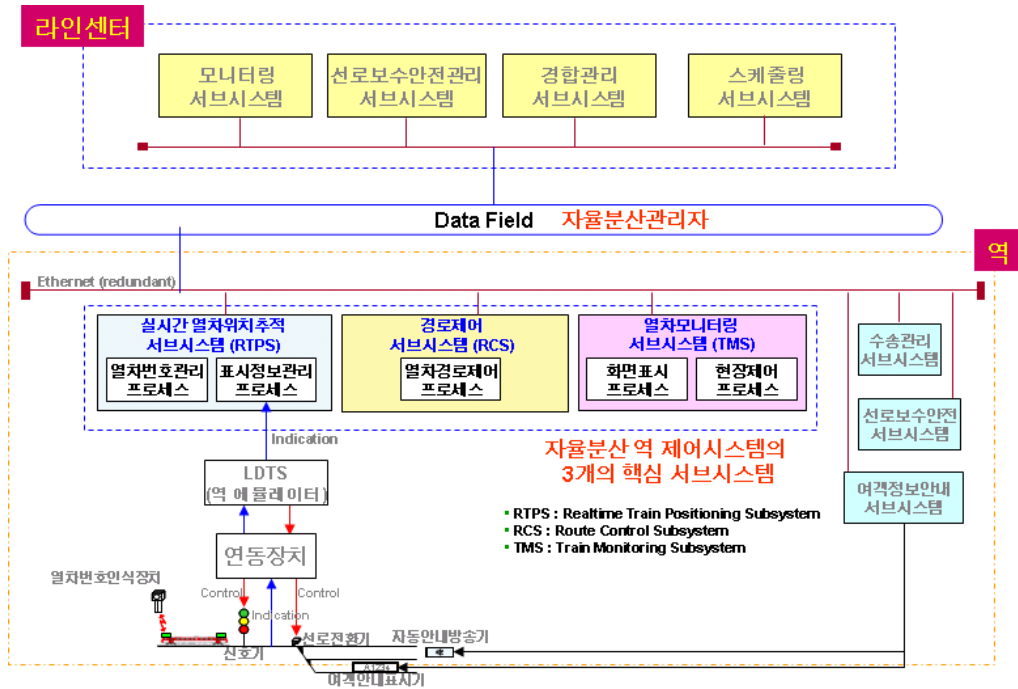 라인센터
모니터링
서브시스템
선로보수안전관리
서브시스템
경합관리
서브시스템
스케줄링
서브시스템
Data Field 자율분산관리자
역
Ethernet (redundant)
실시간 열차위치추적
서브시스템 (RTPS)
열차번호관리
프로세스
표시정보관리
프로세스
경로제어
서브시스템 (RCS)
열차경로제어
프로세스
열차모니터링
서브시스템 (TMS)
화면표시
프로세스
현장제어
프로세스
수송관리
서브시스템
선로보수안전
서브시스템
여객정보안내
서브시스템
Indication
LDTS
(역 에뮬레이터)
자율분산 역 제어시스템의
3개의 핵심 서브시스템
▪ RTPS : Realtime Train Positioning Subsystem
▪ RCS : Route Control Subsystem
▪ TMS : Train Monitoring Subsystem
연동장치
열차번호인식장치
Control
Control
Indication
신호기
선로전환기
자동안내방송기
A1234
여객안내표시기